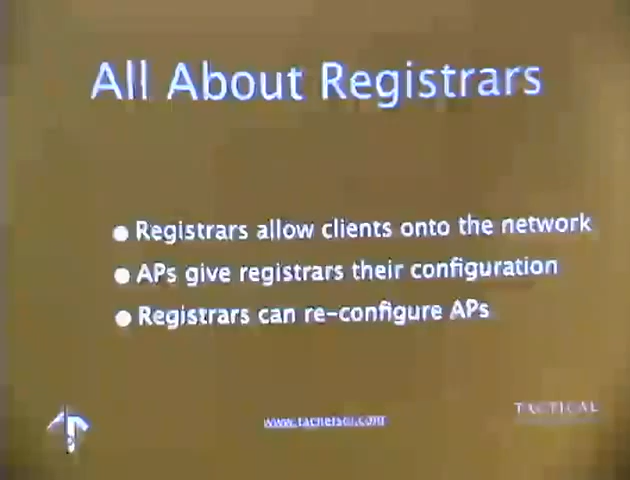 All About Registrars
Registrars allow clients onto the network
APs give registrars their configuration
Registrars can re-configure APs
TACTICAL